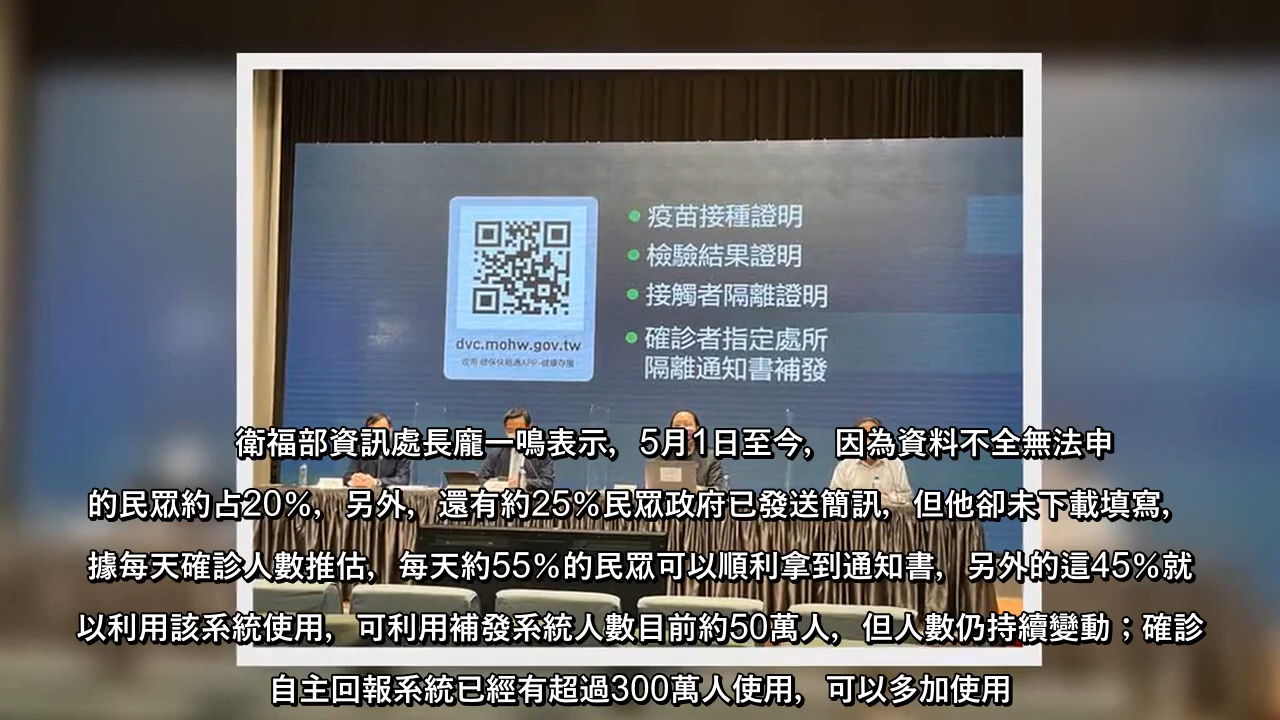 疫苗接種證明
檢驗結果證明
接觸者隔離證明
確診者指定處所
隔離通知書補發
dvc.mohw.gov.tw
衛福部資訊處長龐一鳴表示，5月1日至今，因為資料不全無法申
的民眾約占20%，另外，還有約25%民眾政府已發送簡訊，但他卻未下載填寫，
據每天確診人數推估，每天約55%的民眾可以順利拿到通知書，另外的這45%就
以利用該系統使用，可利用補發系統人數目前約50萬人，但人數仍持續變動；確診
自主回報系統已經有超過300萬人使用，可以多加使用